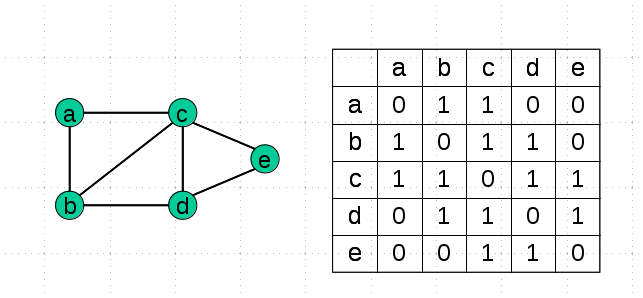 a c
e
b d
a b c d e
a 0 1 1 0 0
b 1 0 1 1 0
c 1 1 0 1 1
d 0 1 1 0 1
e 0 0 1 1 0